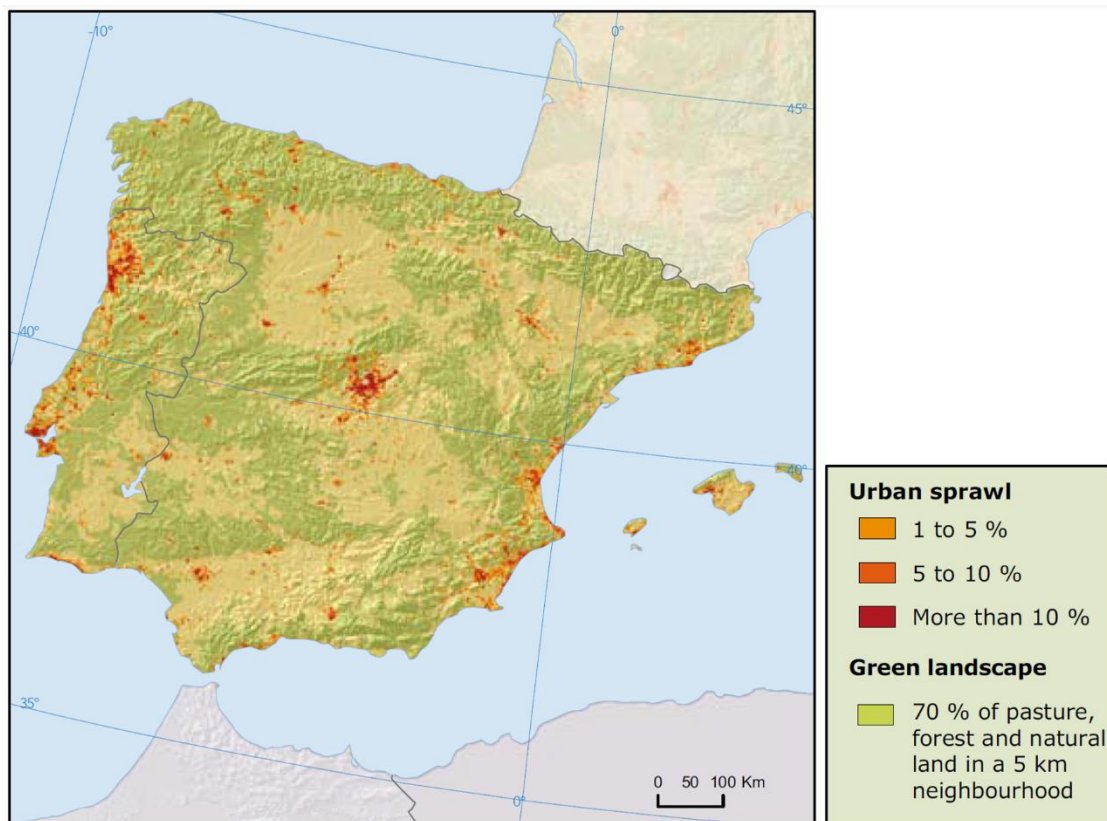 -10°
0°
45°
40°
40°
35°
0°
0 50 100 Km
Urban sprawl
1 to 5 %
5 to 10 %
More than 10 %
Green landscape
70 % of pasture,
forest and natural
land in a 5 km
neighbourhood